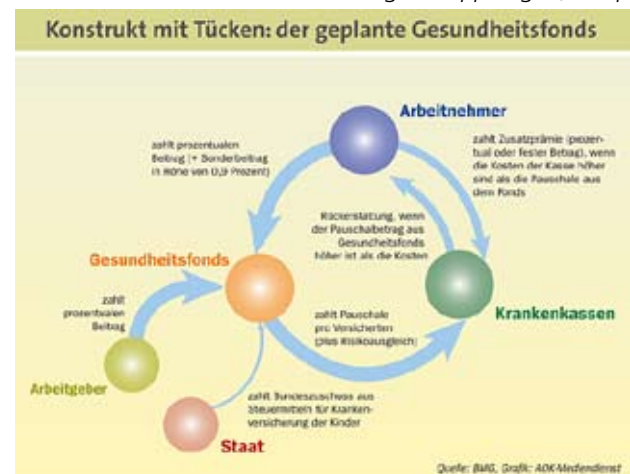 Konstrukt mit Tücken: der geplante Gesundheitsfonds
Arbeitnehmer
zahlt prozentualen
Beitrag (+ Sonderbeitrag
in Höhe von 0,9 Prozent)
zahlt Zusatzprämie (prozen-
tual oder fester Betrag), wenn
die Kosten der Kasse höher
sind als die Pauschale aus
dem Fonds
Rückerstattung, wenn
der Pauschalbetrag aus
Gesundheitsfonds
höher ist als die Kosten
Gesundheitsfonds
Krankenkassen
zahlt
prozentualen
Beitrag
zahlt Pauschale
pro Versicherten
(plus Risikoausgleich)
Arbeitgeber
zahlt Bundeszuschuss aus
Steuermitteln für Kranken-
versicherung der Kinder
Staat
Quelle: BMG, Grafik: AOK-Mediendienst